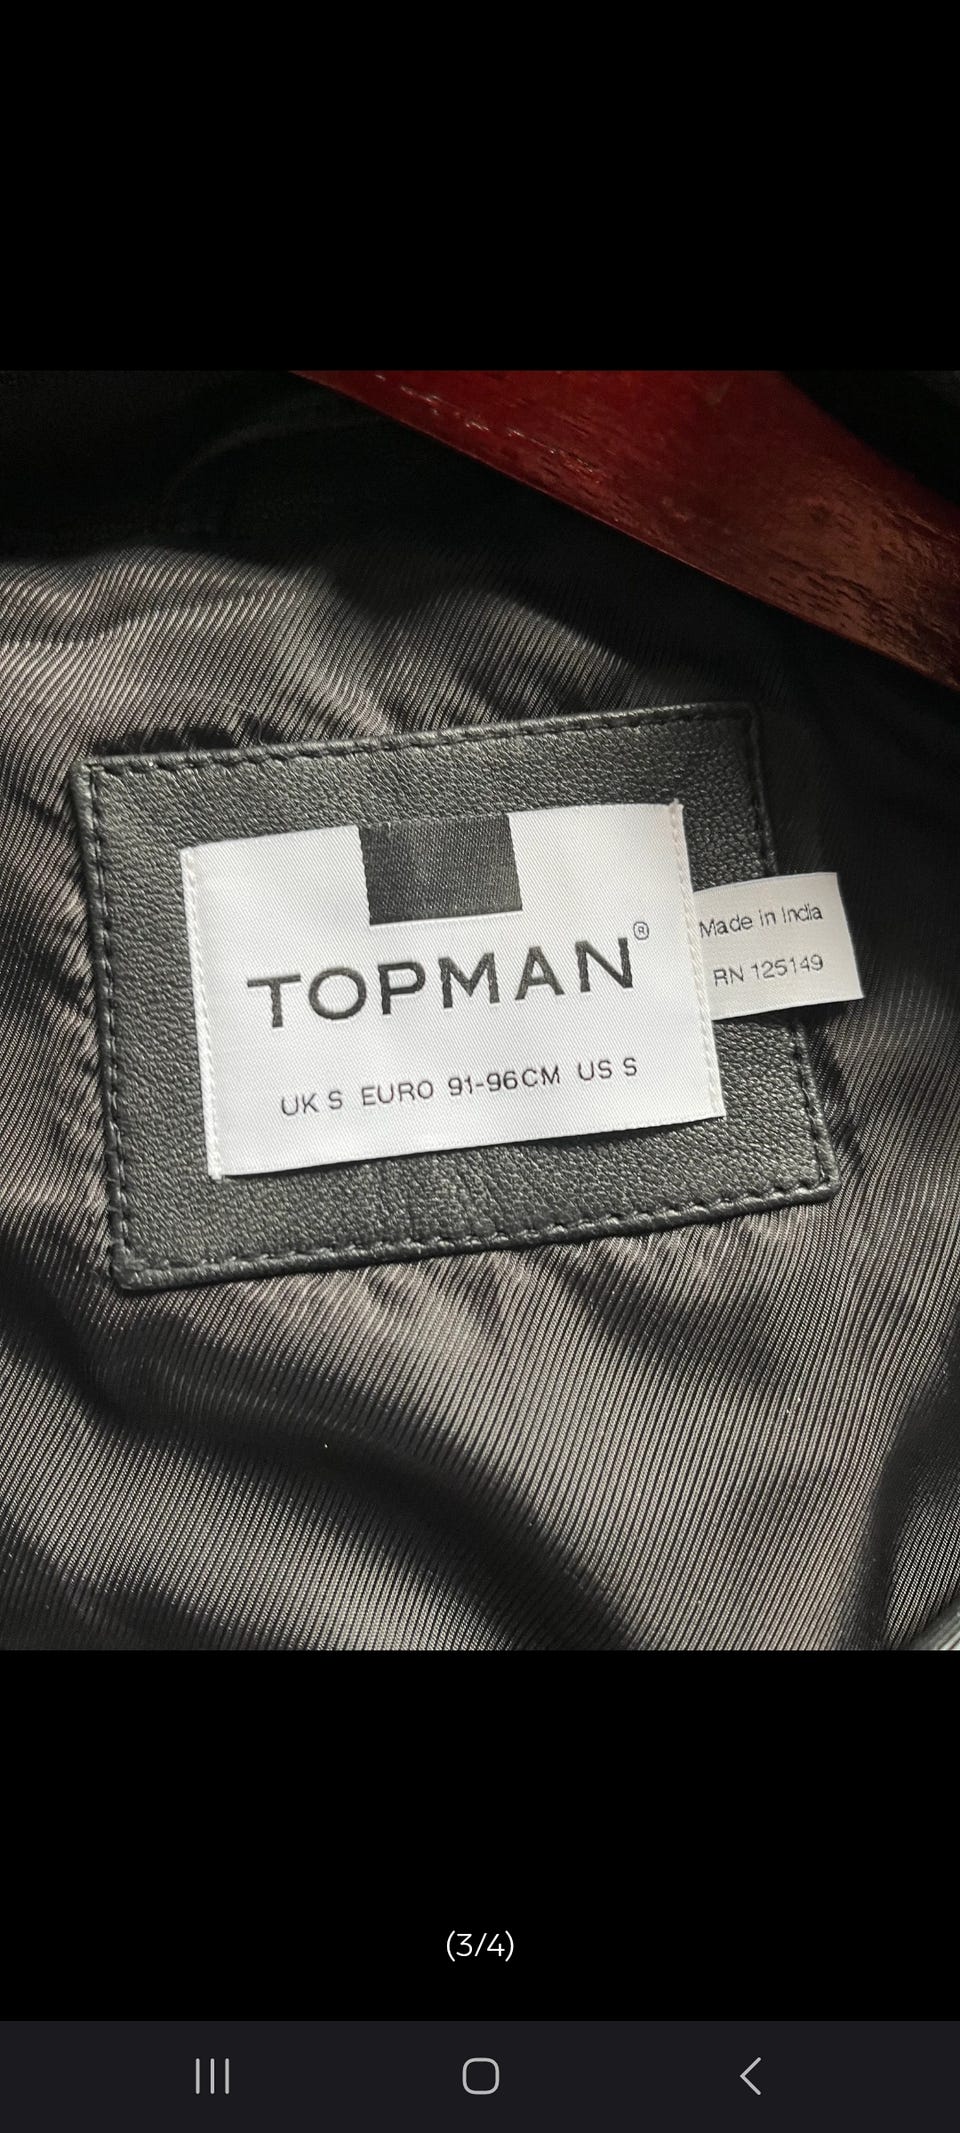 TOPMAN®
UK S EURO 91-96CM US S
Made in India
RN 125149
(3/4)